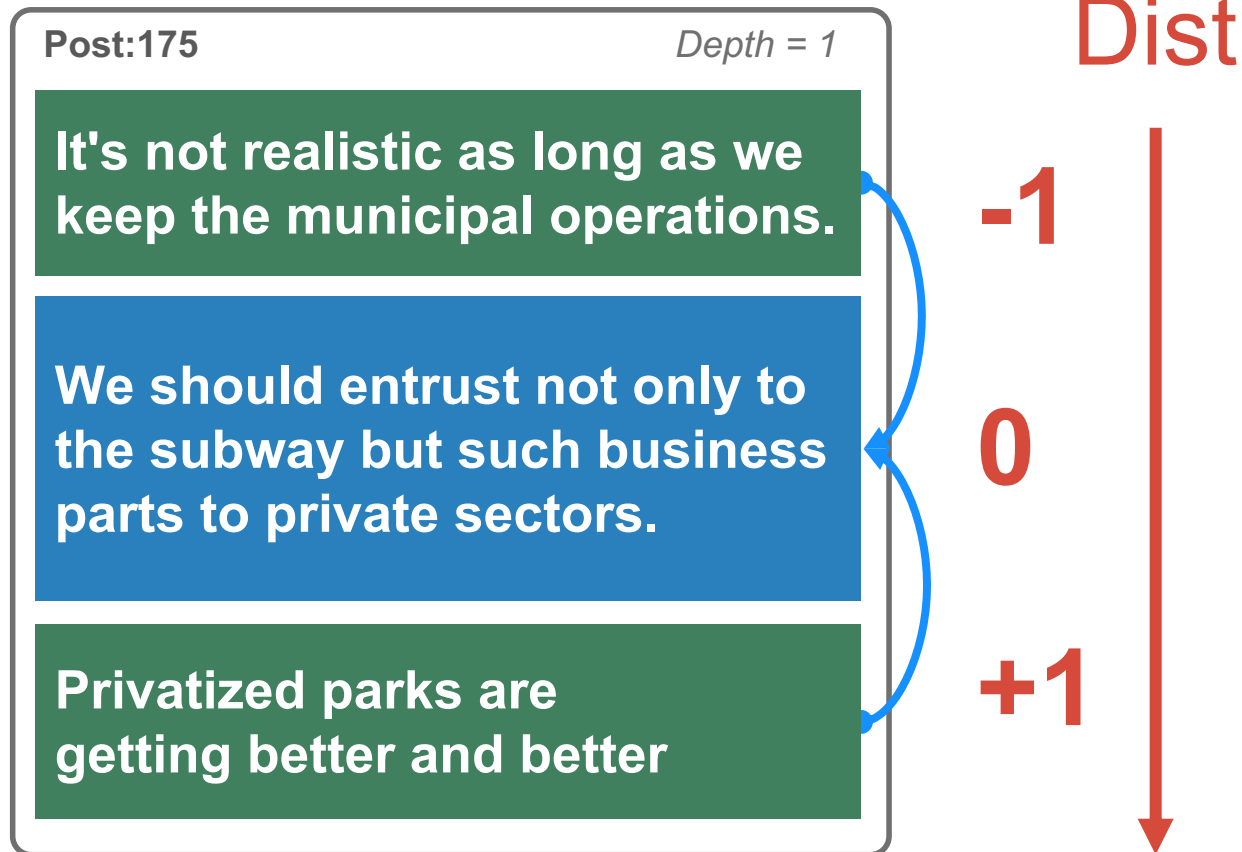 Post:175
Depth = 1
Dist
It's not realistic as long as we
keep the municipal operations.
-1
We should entrust not only to
the subway but such business
parts to private sectors.
0
Privatized parks are
getting better and better
+1